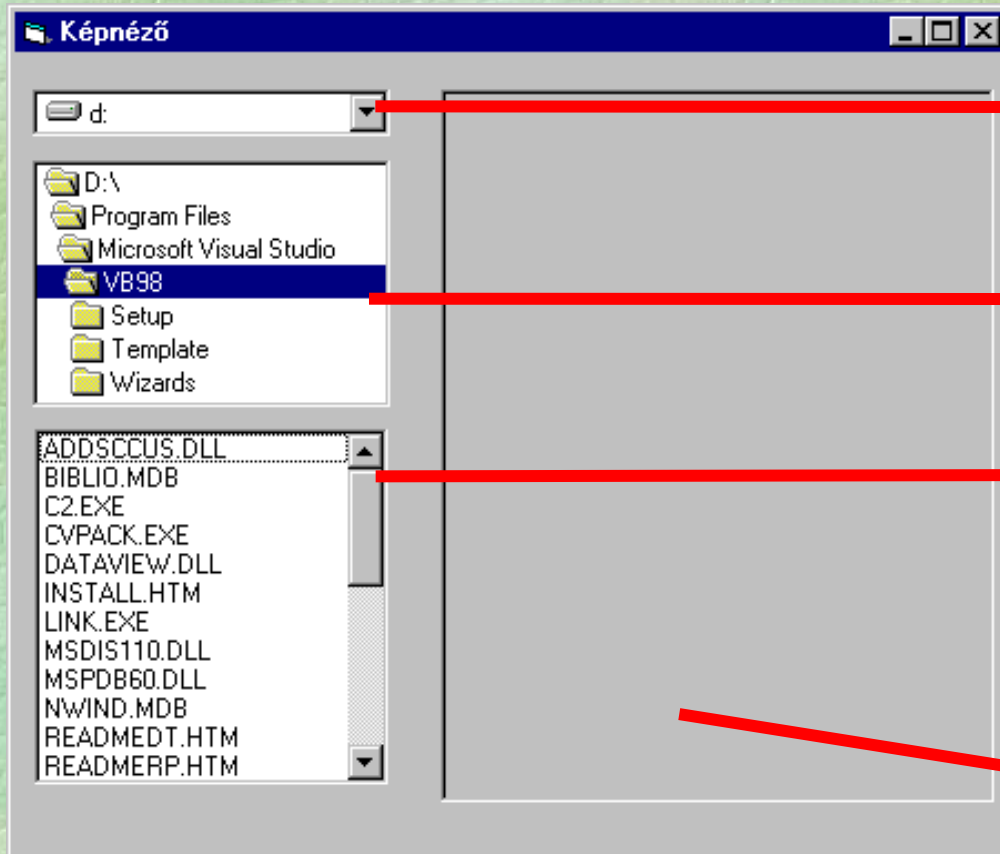 Képnéző
d:
D:\
Program Files
Microsoft Visual Studio
VB98
Setup
Template
Wizards
ADDSCCUS.DLL
BIBLIO.MDB
C2.EXE
CVPACK.EXE
DATAVIEW.DLL
INSTALL.HTM
LINK.EXE
MSDIS110.DLL
MSPDB60.DLL
NWIND.MDB
READMEDT.HTM
READMERP.HTM